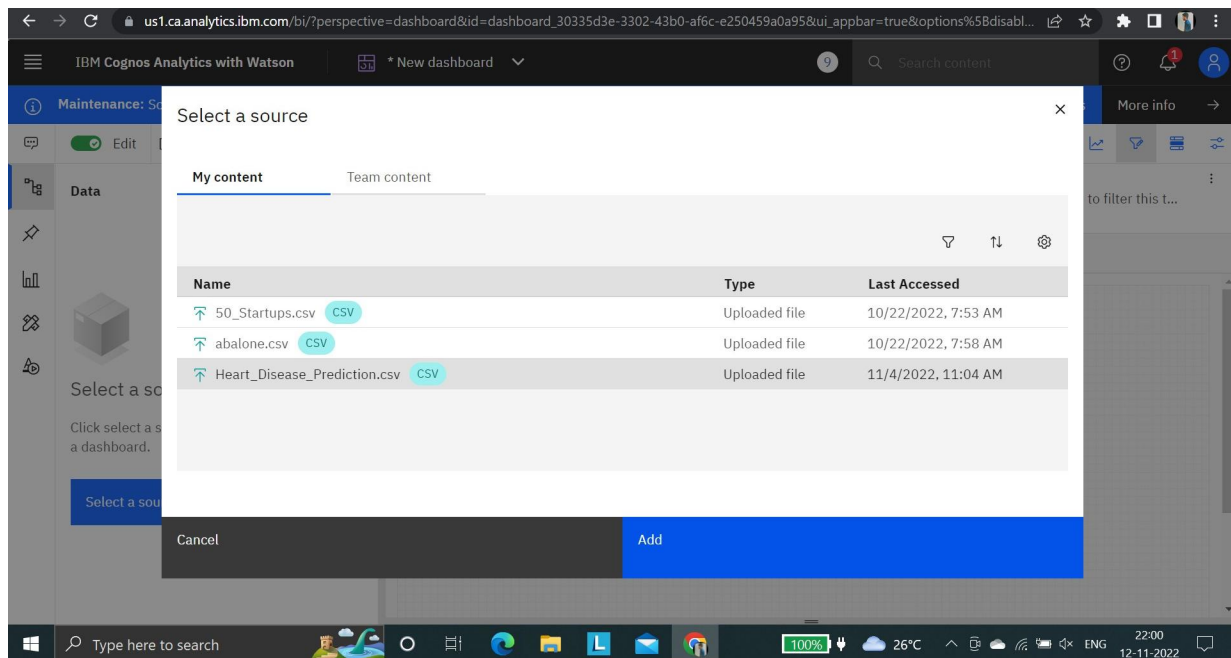 us1.ca.analytics.ibm.com/bi/?perspective=dashboard&id=dashboard_30335d3e-3302-43b0-af6c-e250459a0a95&ui_appbar=true&options%5Bdisabl...
IBM Cognos Analytics with Watson
* New dashboard
9
Search content
1
Maintenance: Sc
More info
Edit
Select a source
My content
Team content
Data
to filter this t...
Name Type Last Accessed
50_Startups.csv CSV Uploaded file 10/22/2022, 7:53 AM
abalone.csv CSV Uploaded file 10/22/2022, 7:58 AM
Heart_Disease_Prediction.csv CSV Uploaded file 11/4/2022, 11:04 AM
Select a so
Click select a s
a dashboard.
Select a sou
Cancel
Add
Type here to search
L
100%
26°C
ENG
22:00
12-11-2022